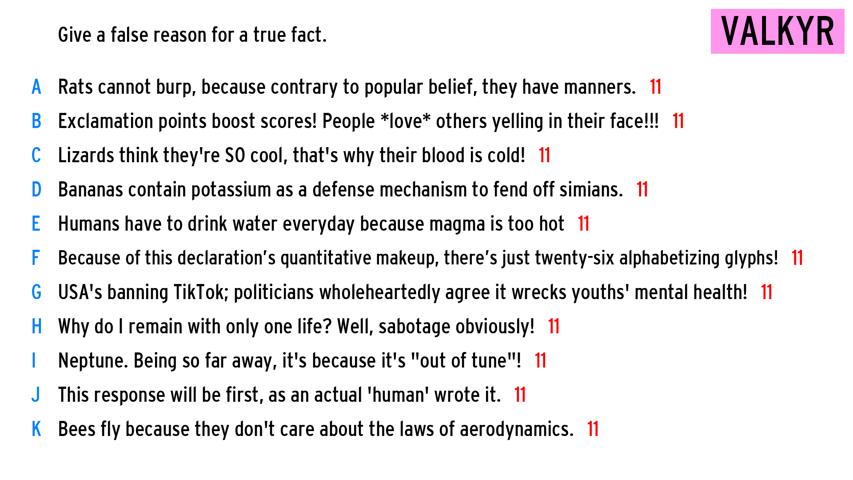 Give a false reason for a true fact.
VALKYR
A Rats cannot burp, because contrary to popular belief, they have manners. 11
B Exclamation points boost scores! People *love* others yelling in their face!!! 11
C Lizards think they're SO cool, that's why their blood is cold! 11
D Bananas contain potassium as a defense mechanism to fend off simians. 11
E Humans have to drink water everyday because magma is too hot 11
F Because of this declaration’s quantitative makeup, there’s just twenty-six alphabetizing glyphs! 11
G USA's banning TikTok; politicians wholeheartedly agree it wrecks youths' mental health! 11
H Why do I remain with only one life? Well, sabotage obviously! 11
I Neptune. Being so far away, it's because it's "out of tune"! 11
J This response will be first, as an actual 'human' wrote it. 11
K Bees fly because they don't care about the laws of aerodynamics. 11